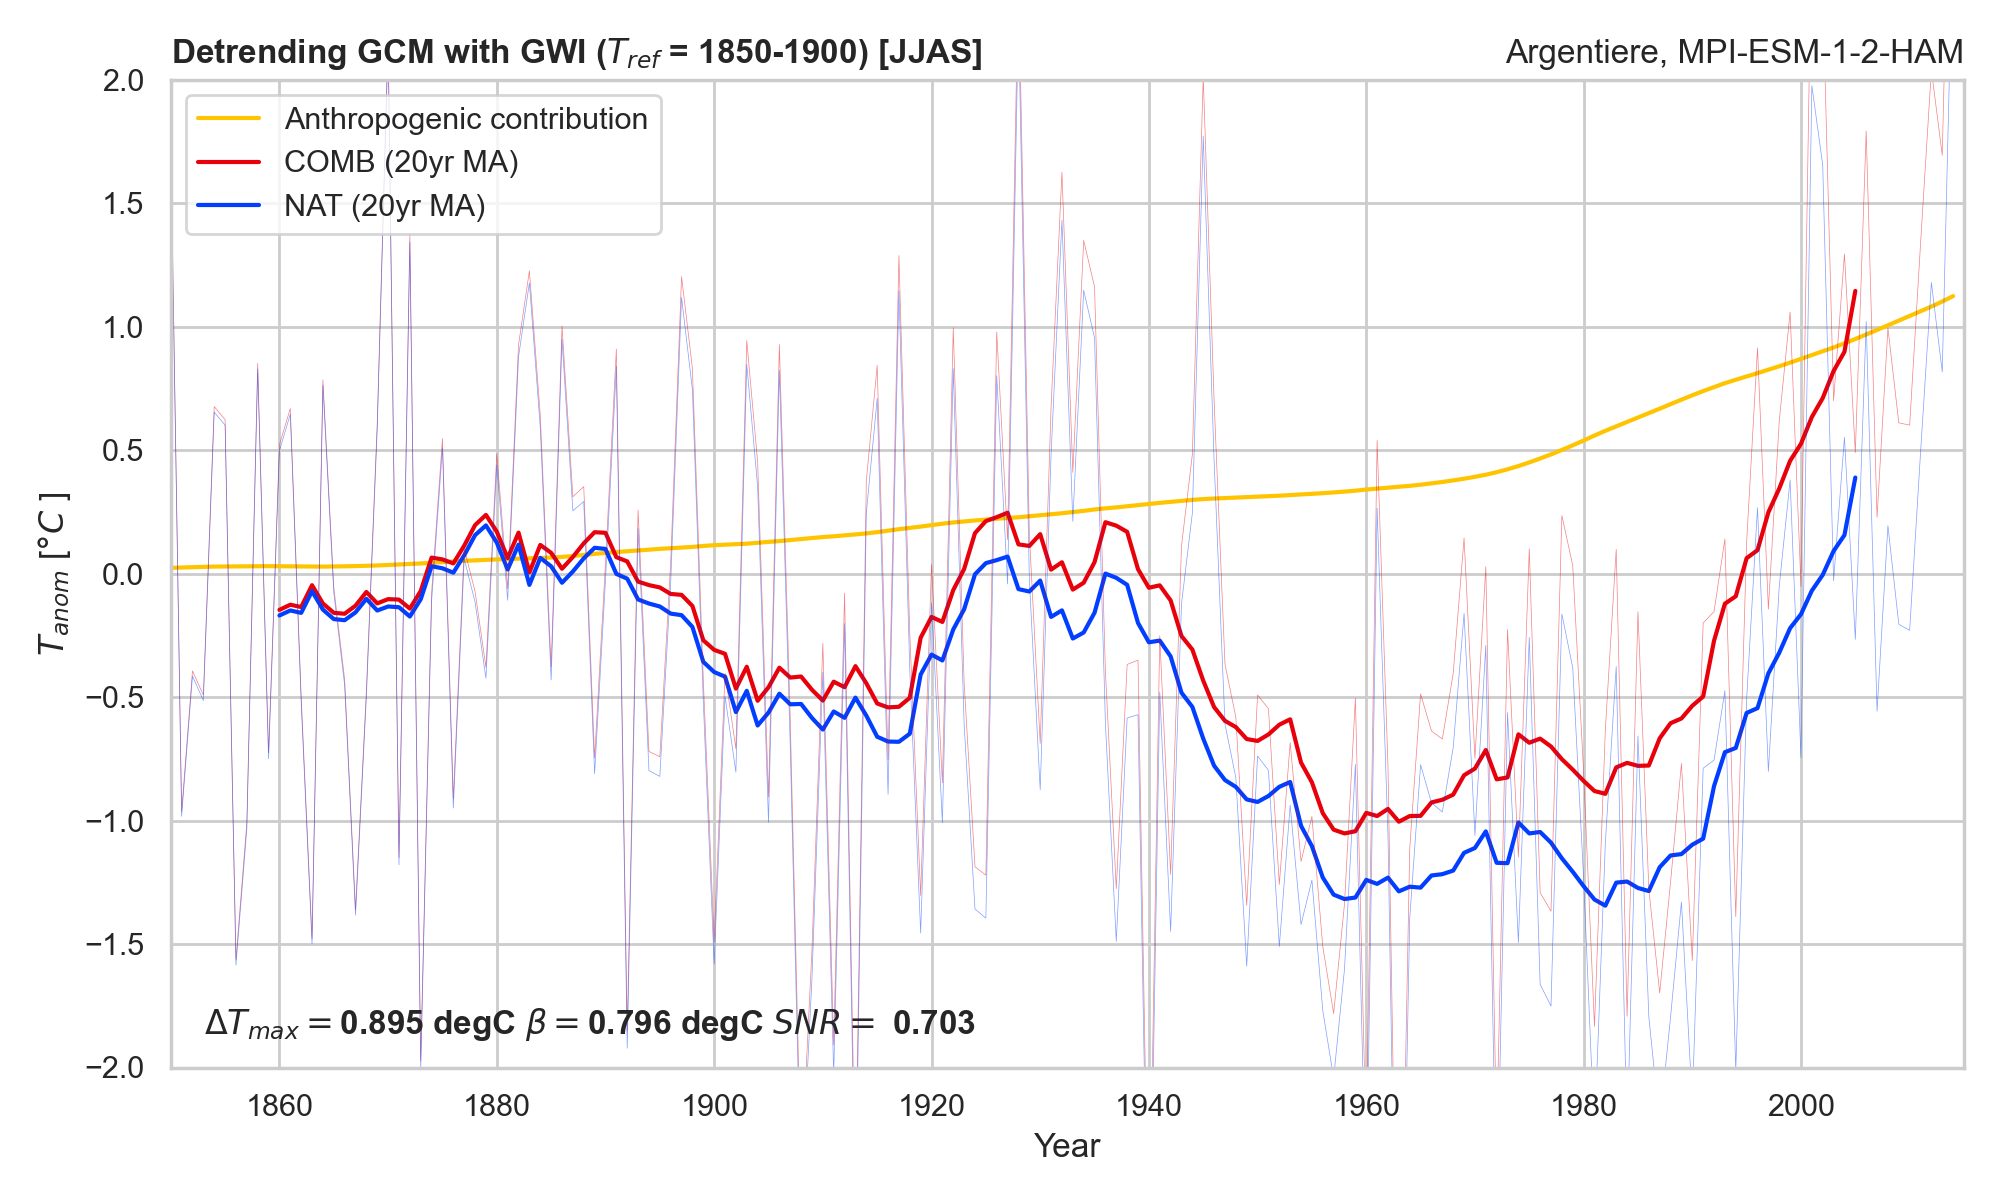 Detrending GCM with GWI (T_ref = 1850-1900) [JJAS]
Argentiere, MPI-ESM-1-2-HAM
Anthropogenic contribution
COMB (20yr MA)
NAT (20yr MA)
2.0
1.5
1.0
0.5
0.0
−0.5
−1.0
−1.5
−2.0
T_anom [°C]
ΔT_max = 0.895 degC β = 0.796 degC SNR = 0.703
1860 1880 1900 1920 1940 1960 1980 2000
Year